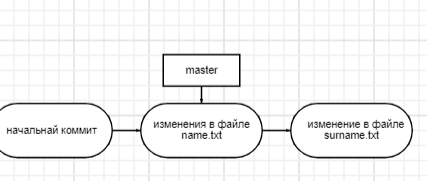 master
начальнай коммит
изменения в файле
name.txt
изменение в файле
surname.txt